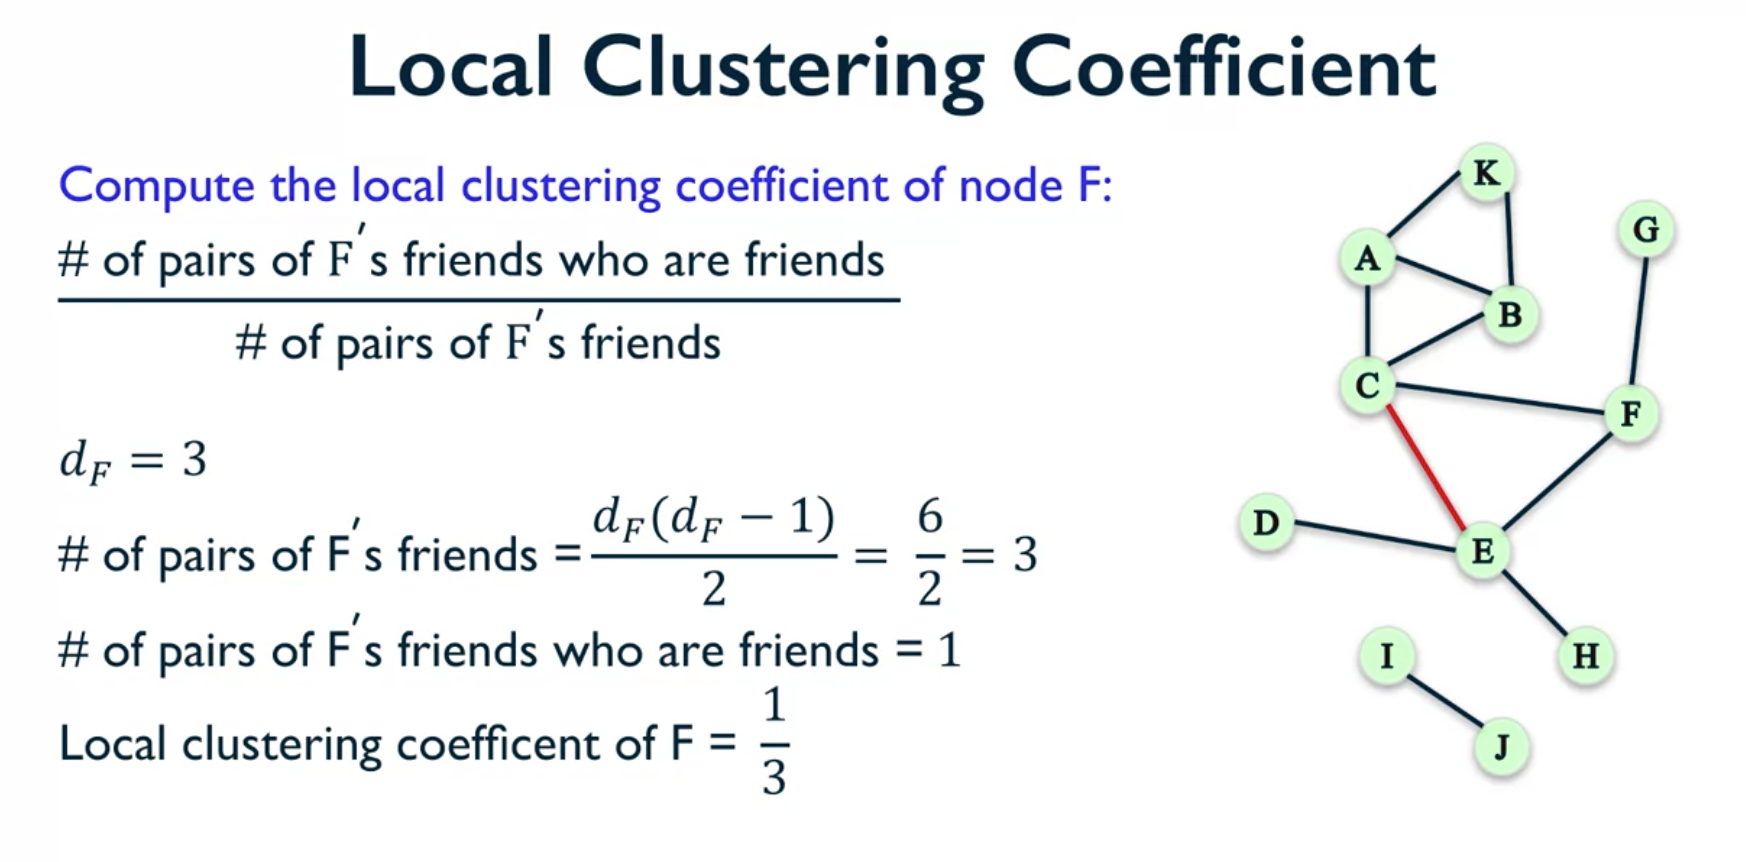 Local Clustering Coefficient
Compute the local clustering coefficient of node F:
# of pairs of F′s friends who are friends
# of pairs of F′s friends
d_F = 3
# of pairs of F′s friends = d_F(d_F − 1)/2 = 6/2 = 3
# of pairs of F′s friends who are friends = 1
Local clustering coefficent of F = 1/3
K
G
A
B
C
F
D
E
I
H
J